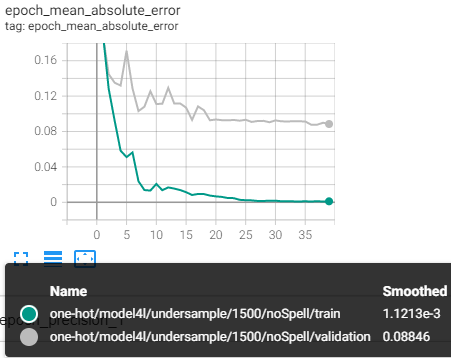 epoch_mean_absolute_error
tag: epoch_mean_absolute_error
0.16
0.12
0.08
0.04
0
0 5 10 15 20 25 30 35
Name Smoothed
one-hot/model4l/undersample/1500/noSpell/train 1.1213e-3
one-hot/model4l/undersample/1500/noSpell/validation 0.08846